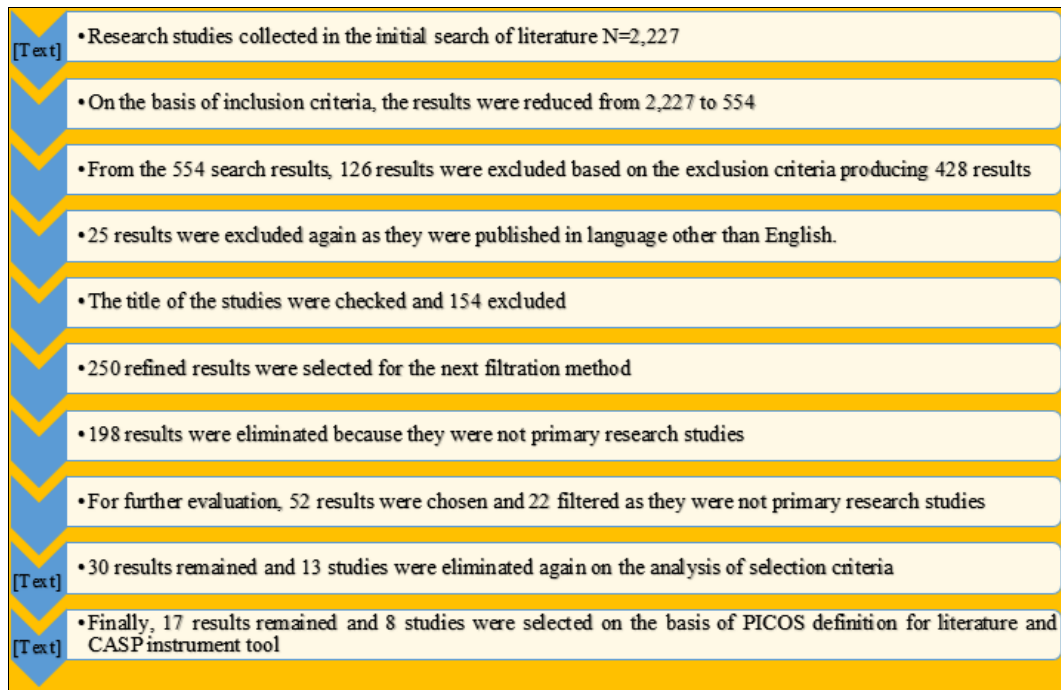 [Text]
•Research studies collected in the initial search of literature N=2,227
•On the basis of inclusion criteria, the results were reduced from 2,227 to 554
•From the 554 search results, 126 results were excluded based on the exclusion criteria producing 428 results
•25 results were excluded again as they were published in language other than English.
•The title of the studies were checked and 154 excluded
•250 refined results were selected for the next filtration method
•198 results were eliminated because they were not primary research studies
•For further evaluation, 52 results were chosen and 22 filtered as they were not primary research studies
[Text]
•30 results remained and 13 studies were eliminated again on the analysis of selection criteria
[Text]
•Finally, 17 results remained and 8 studies were selected on the basis of PICOS definition for literature and
CASP instrument tool